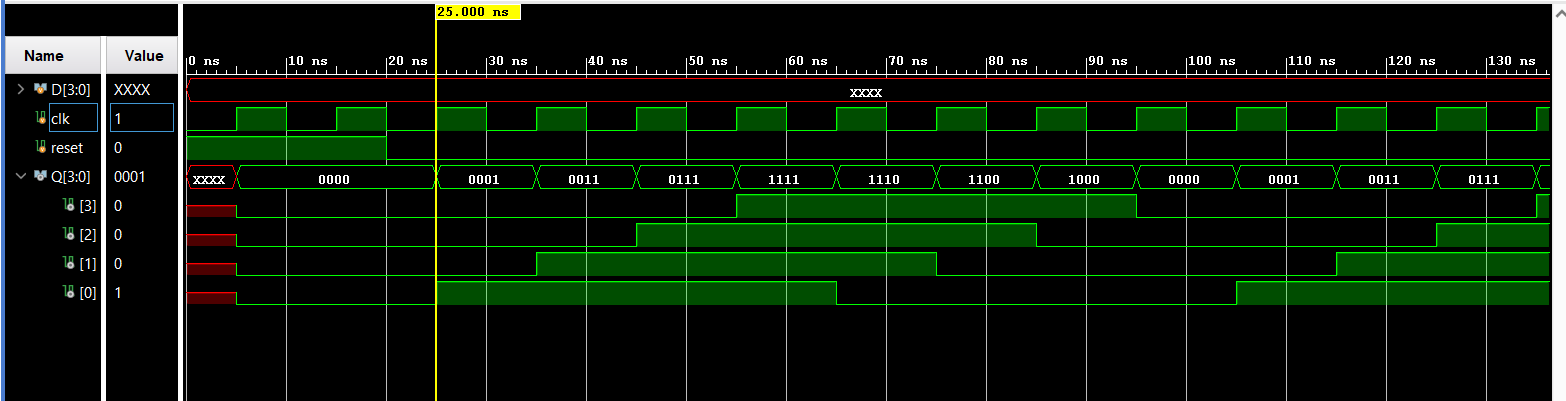 25.000 ns
Name Value
0 ns 10 ns 20 ns 30 ns 40 ns 50 ns 60 ns 70 ns 80 ns 90 ns 100 ns 110 ns 120 ns 130 ns
D[3:0] XXXX XXXX
clk 1
reset 0
Q[3:0] 0001 XXXX 0000 0001 0011 0111 1111 1110 1100 1000 0000 0001 0011 0111
[3] 0
[2] 0
[1] 0
[0] 1